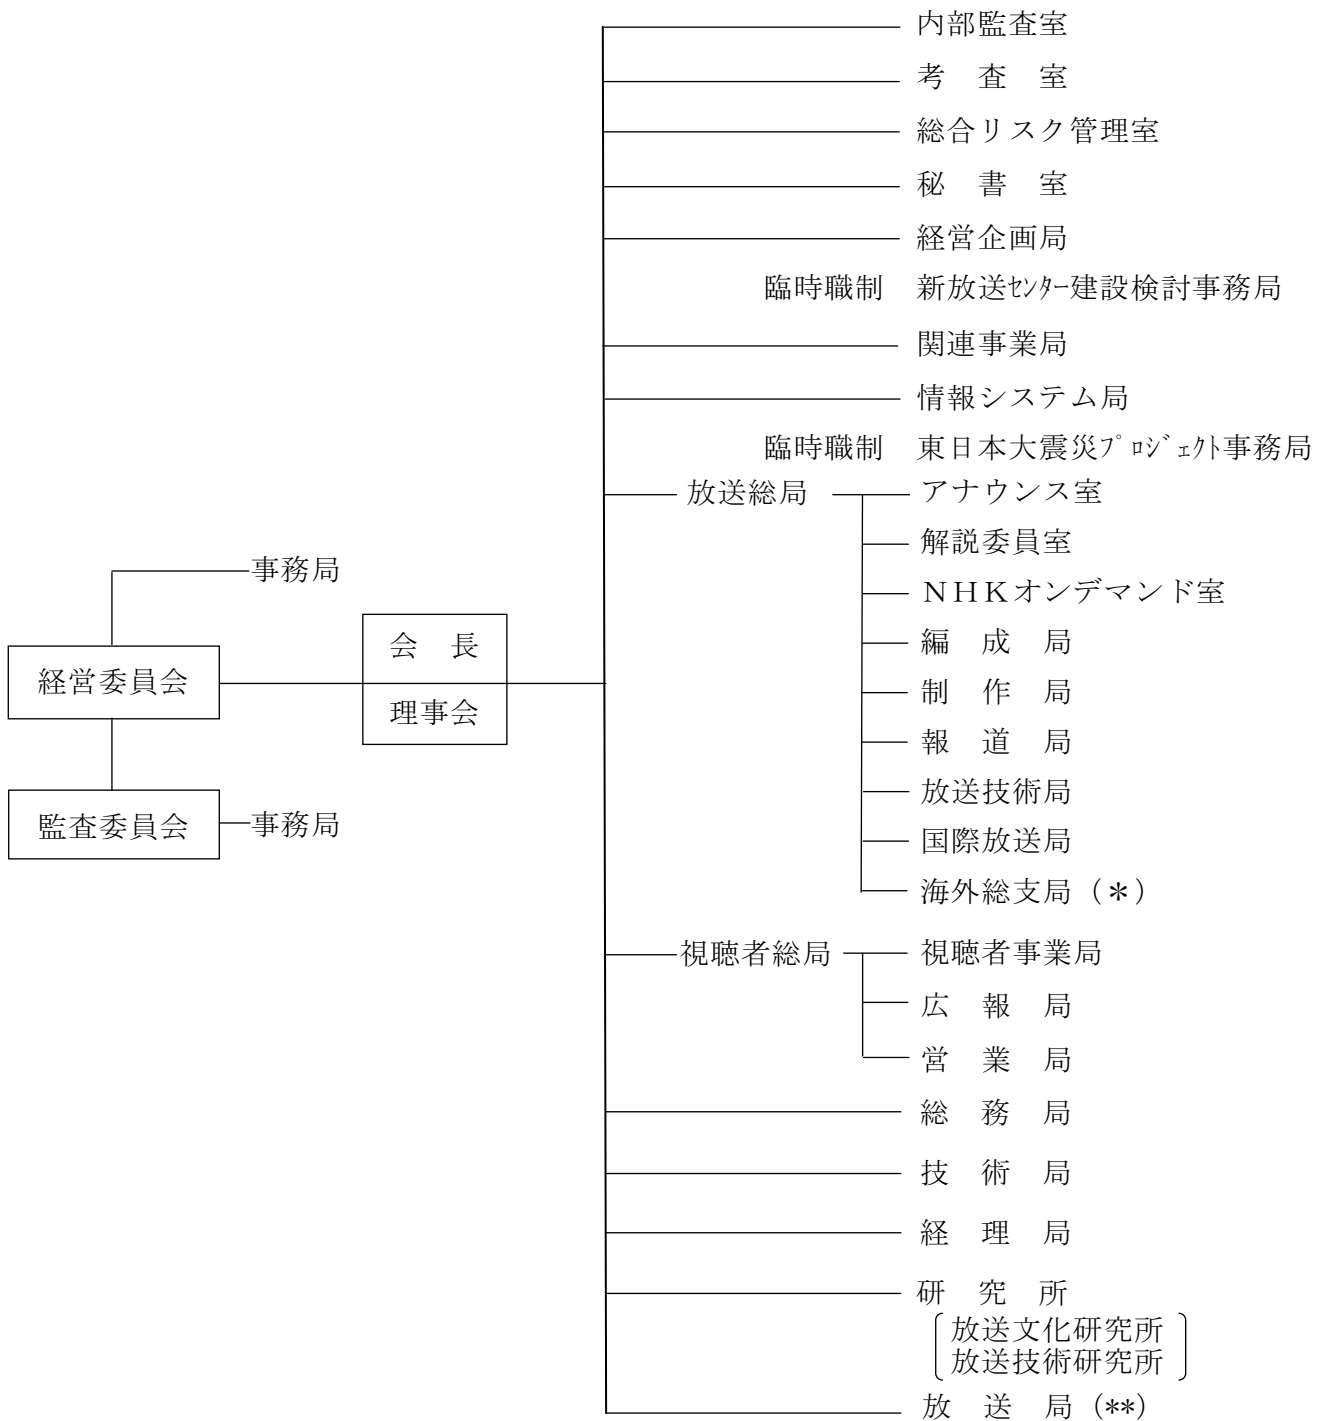 内部監査室
考　査　室
総合リスク管理室
秘　書　室
経営企画局
臨時職制　新放送ｾﾝﾀｰ建設検討事務局
関連事業局
情報システム局
臨時職制　東日本大震災ﾌﾟﾛｼﾞｪｸﾄ事務局
放送総局
アナウンス室
解説委員室
ＮＨＫオンデマンド室
編　成　局
制　作　局
報　道　局
放送技術局
国際放送局
海外総支局（＊）
事務局
経営委員会
会　長
理事会
監査委員会
事務局
視聴者総局
視聴者事業局
広　報　局
営　業　局
総　務　局
技　術　局
経　理　局
研　究　所
放送文化研究所
放送技術研究所
放　送　局（**）